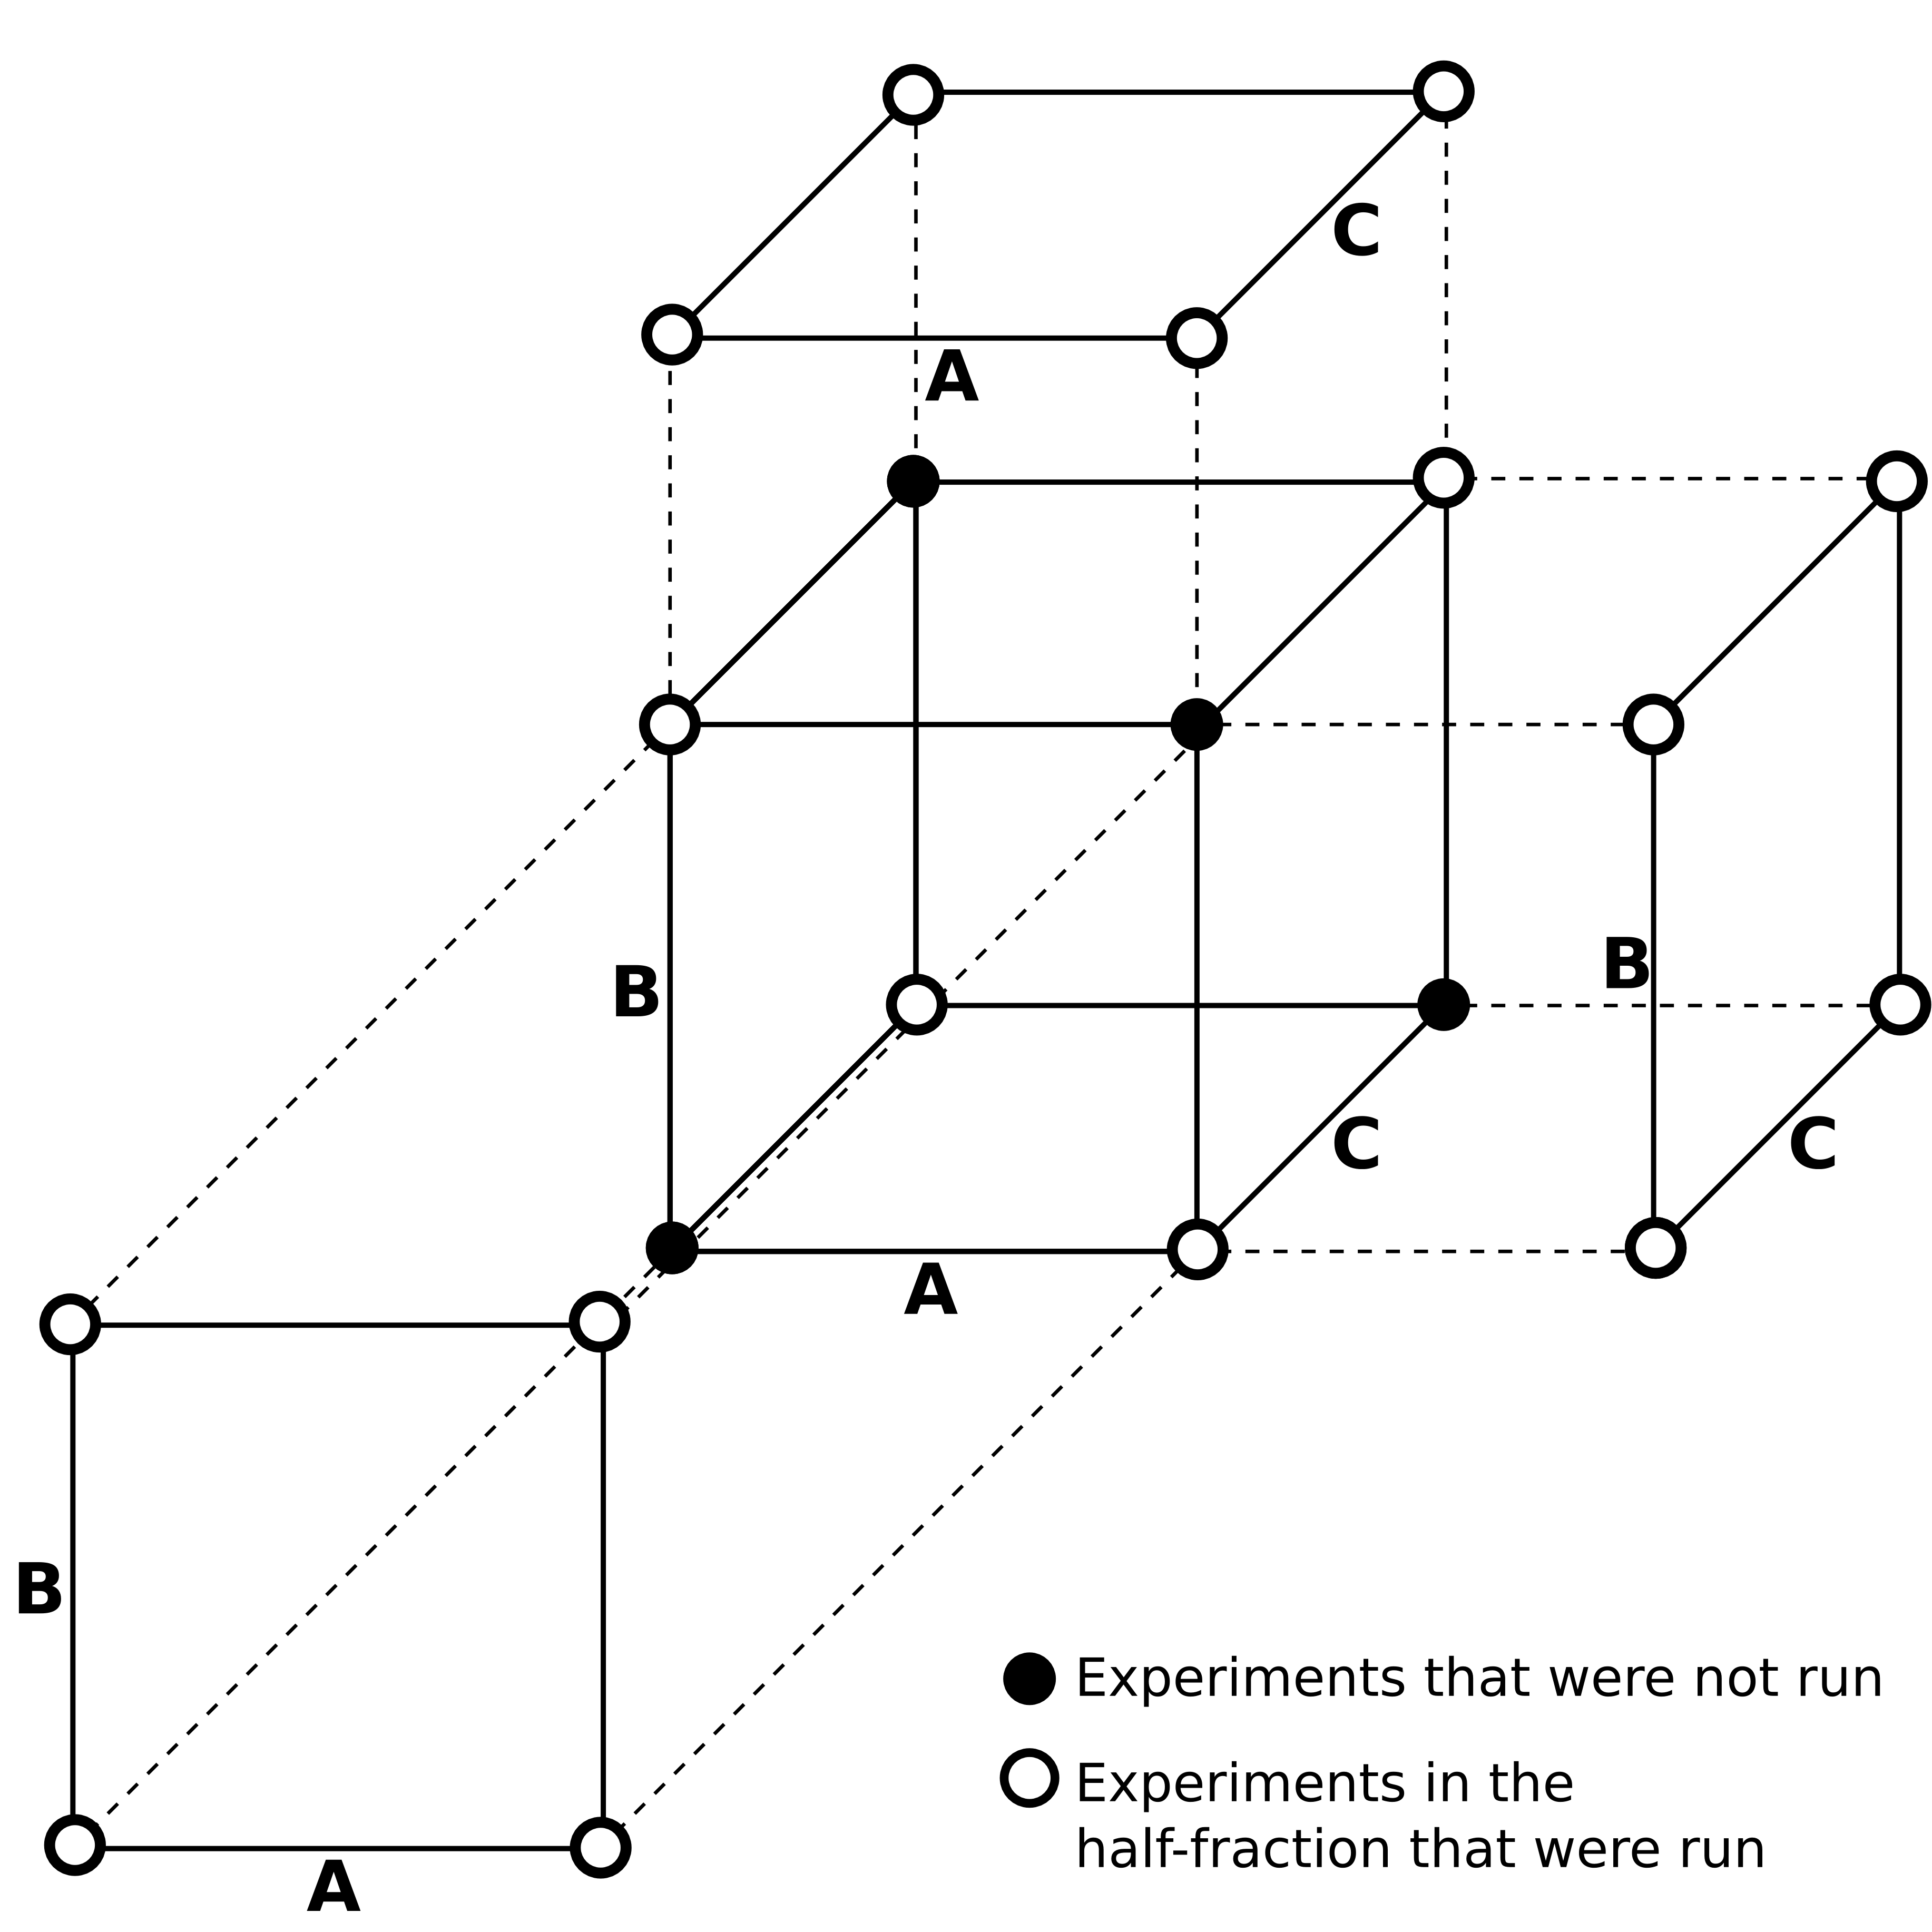 C
A
B
B
C
C
A
B
A
Experiments that were not run
Experiments in the
half-fraction that were run